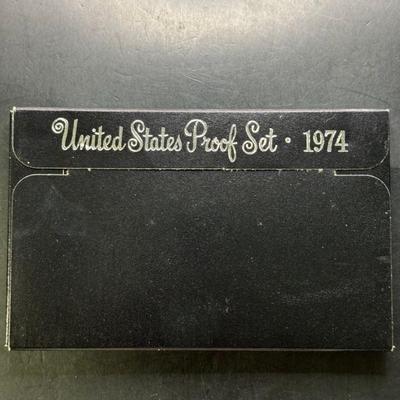 United States Proof Set · 1974